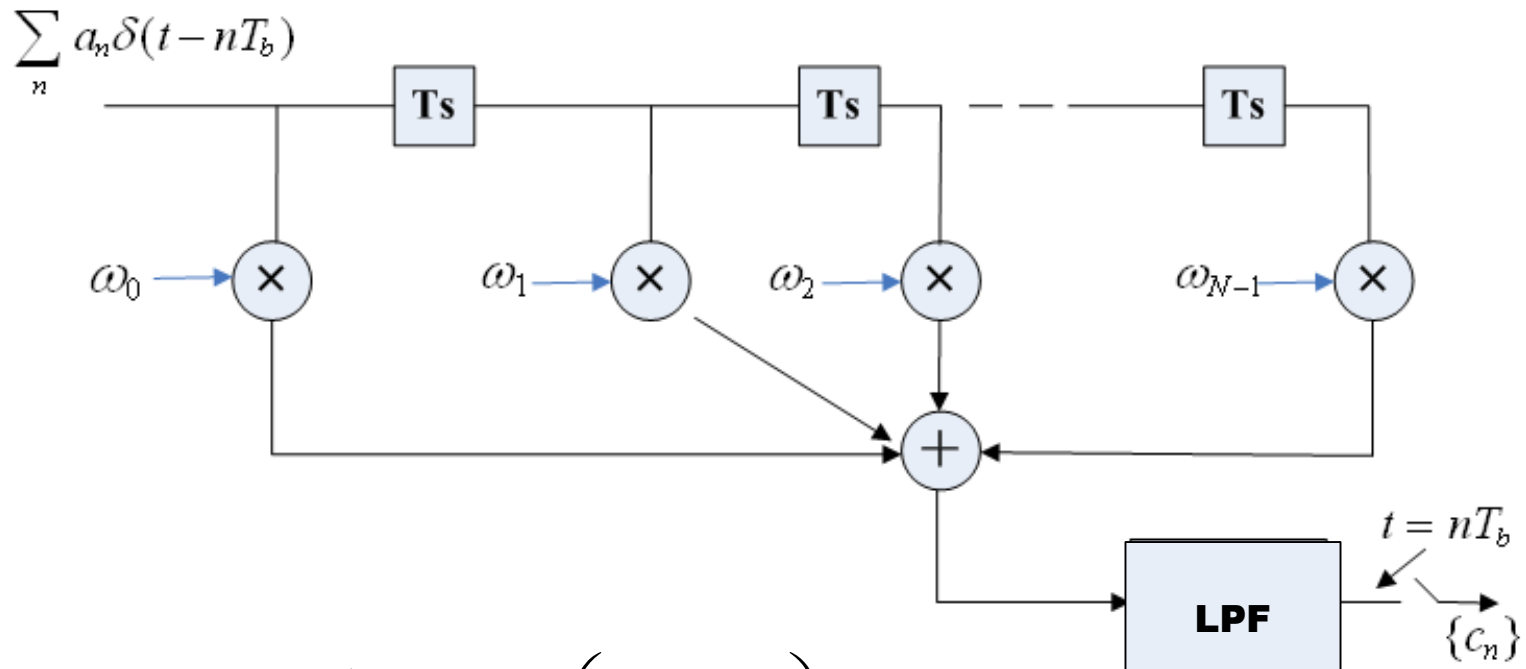 ∑ₙ aₙδ(t − nT_b)
Ts Ts Ts
ω₀ × ω₁ × ω₂ × ω_{N−1} ×
+
t = nT_b
LPF
{cₙ}
( )